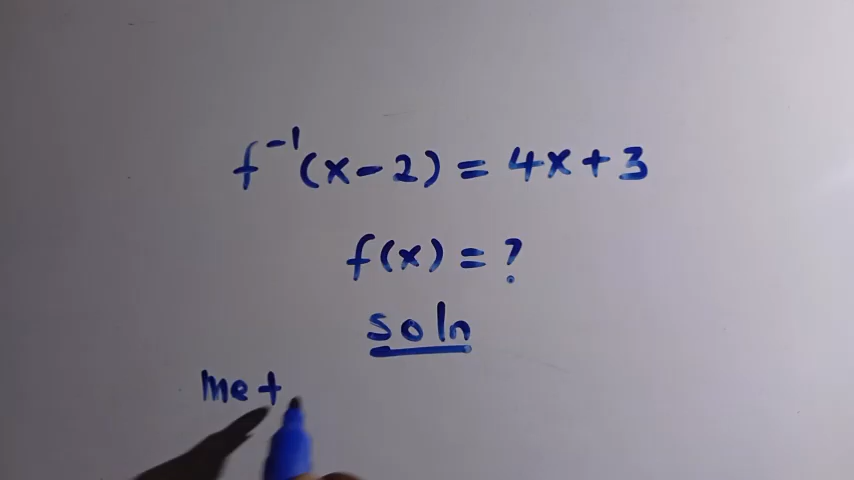 f⁻¹(x-2) = 4x+3
f(x) = ?
soln
Met